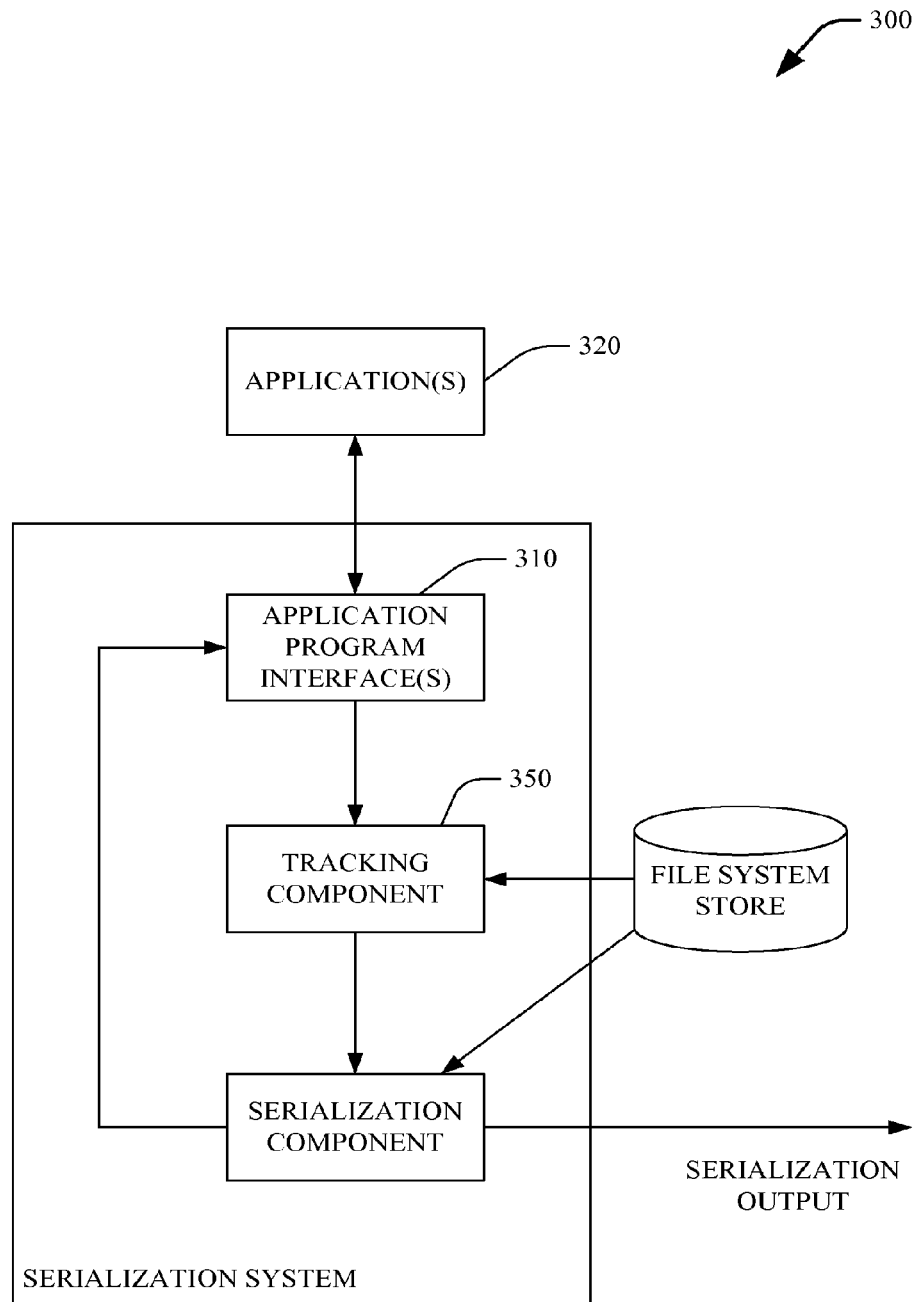 300
APPLICATION(S)
320
310
APPLICATION
PROGRAM
INTERFACE(S)
350
TRACKING
COMPONENT
FILE SYSTEM
STORE
SERIALIZATION
COMPONENT
SERIALIZATION
OUTPUT
SERIALIZATION SYSTEM